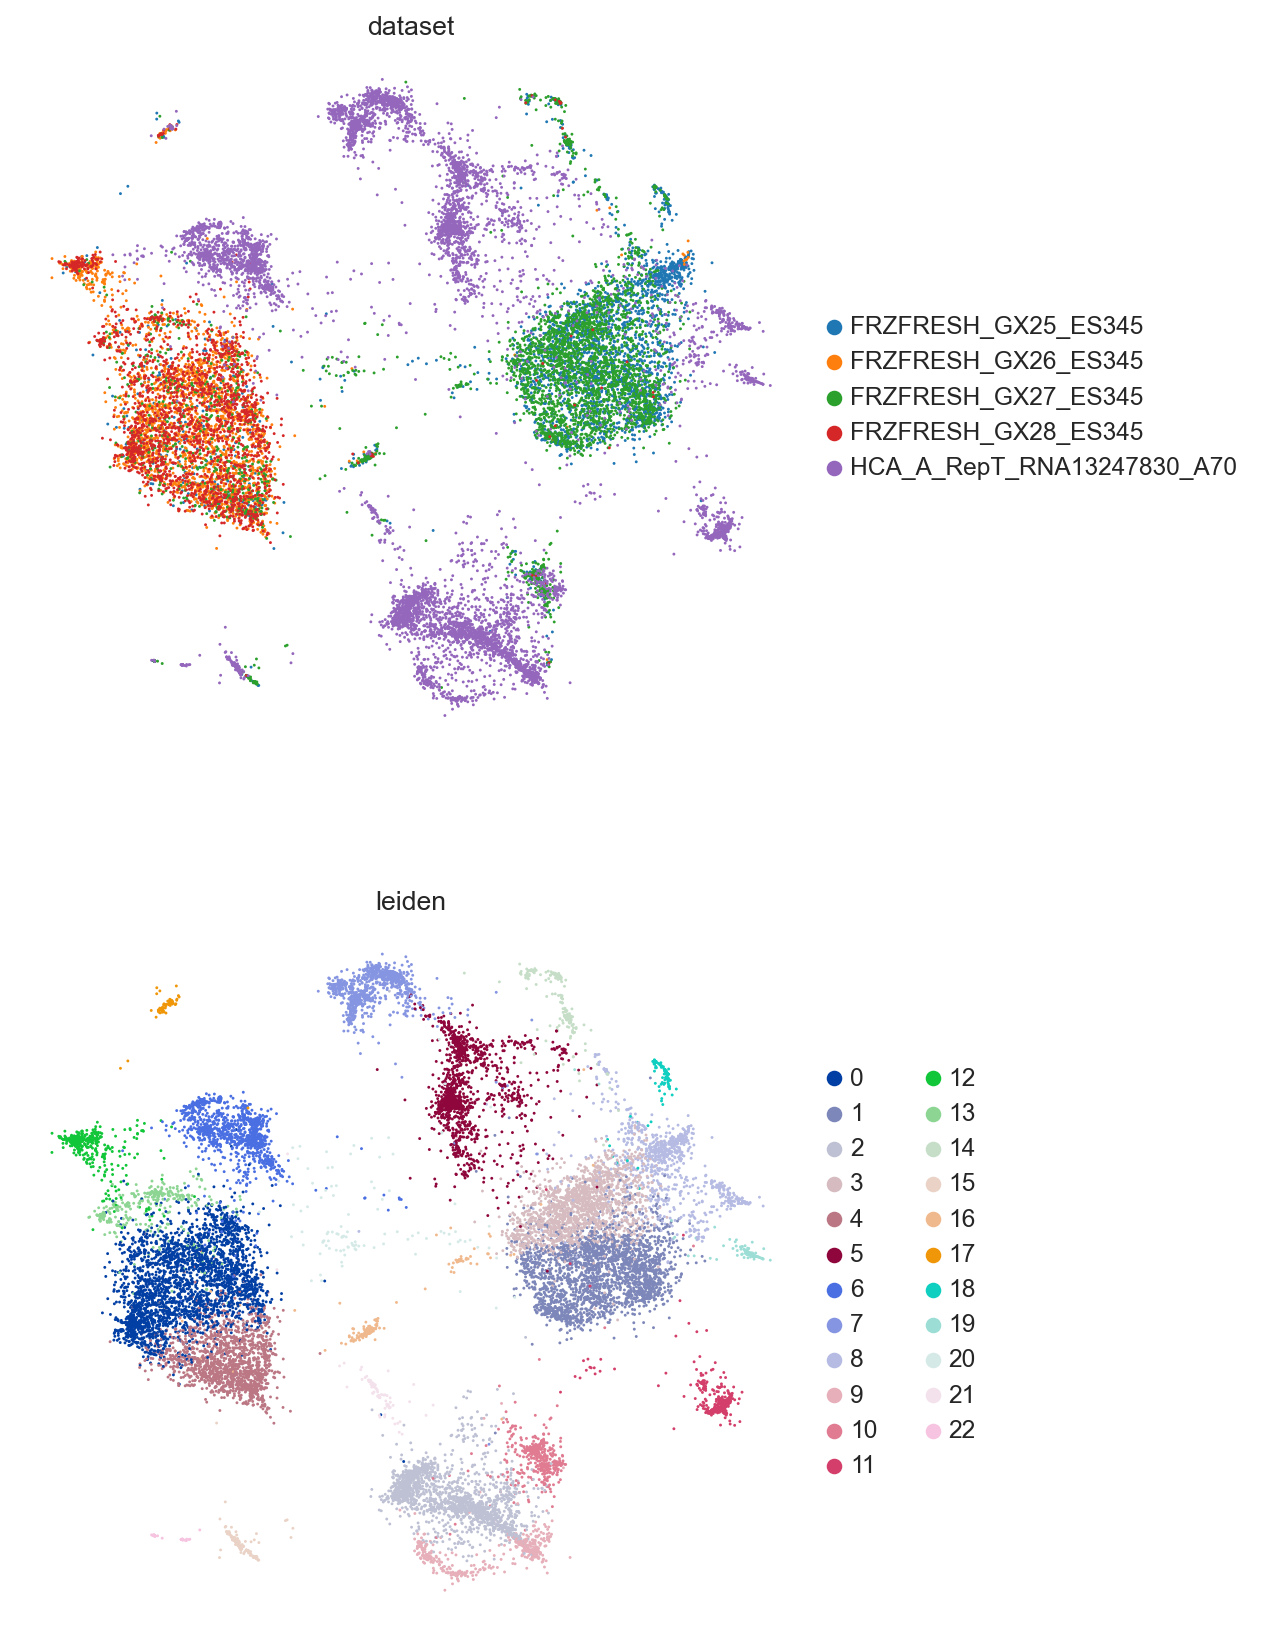 dataset
FRZFRESH_GX25_ES345
FRZFRESH_GX26_ES345
FRZFRESH_GX27_ES345
FRZFRESH_GX28_ES345
HCA_A_RepT_RNA13247830_A70
leiden
0 12
1 13
2 14
3 15
4 16
5 17
6 18
7 19
8 20
9 21
10 22
11